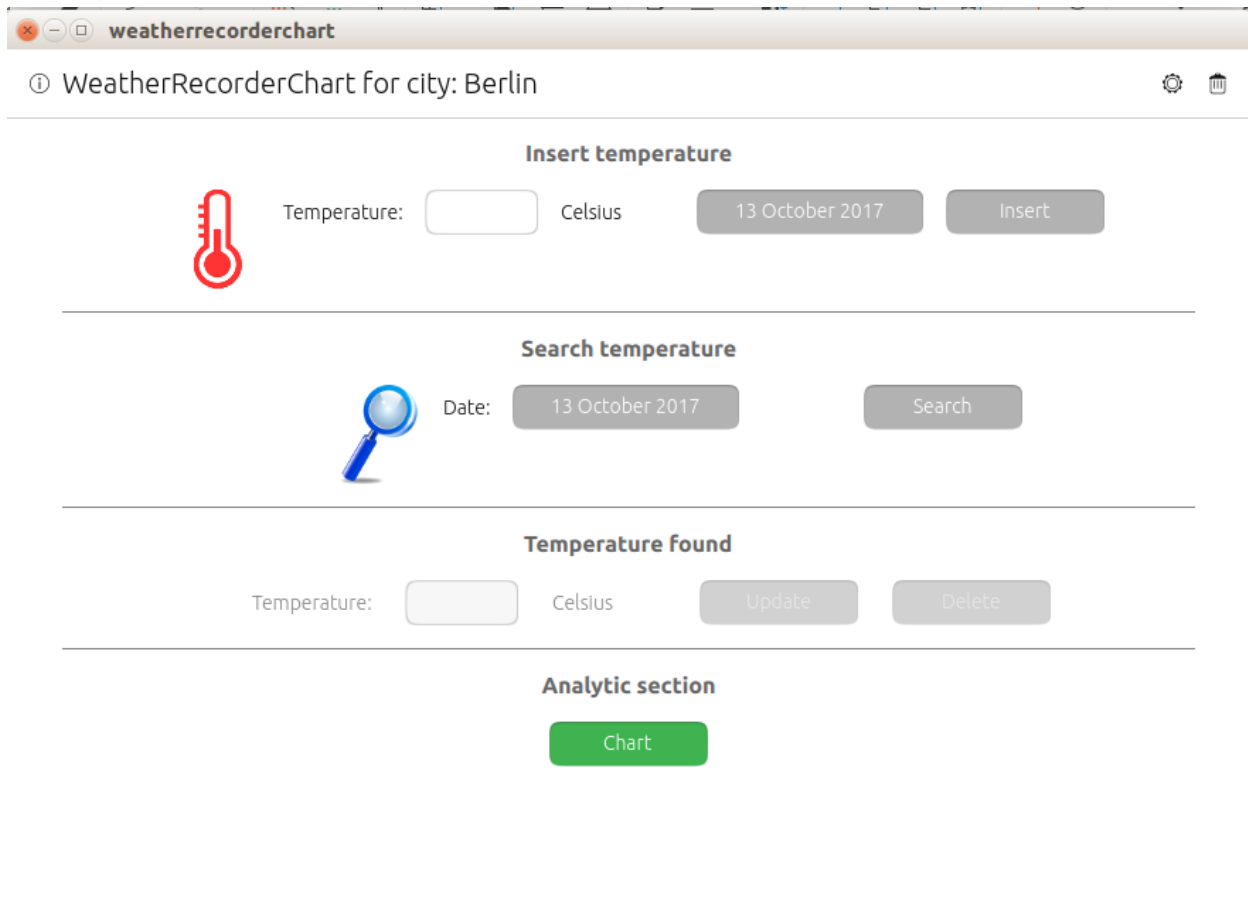 weatherrecorderchart
WeatherRecorderChart for city: Berlin
Insert temperature
Temperature: Celsius 13 October 2017 Insert
Search temperature
Date: 13 October 2017 Search
Temperature found
Temperature: Celsius Update Delete
Analytic section
Chart